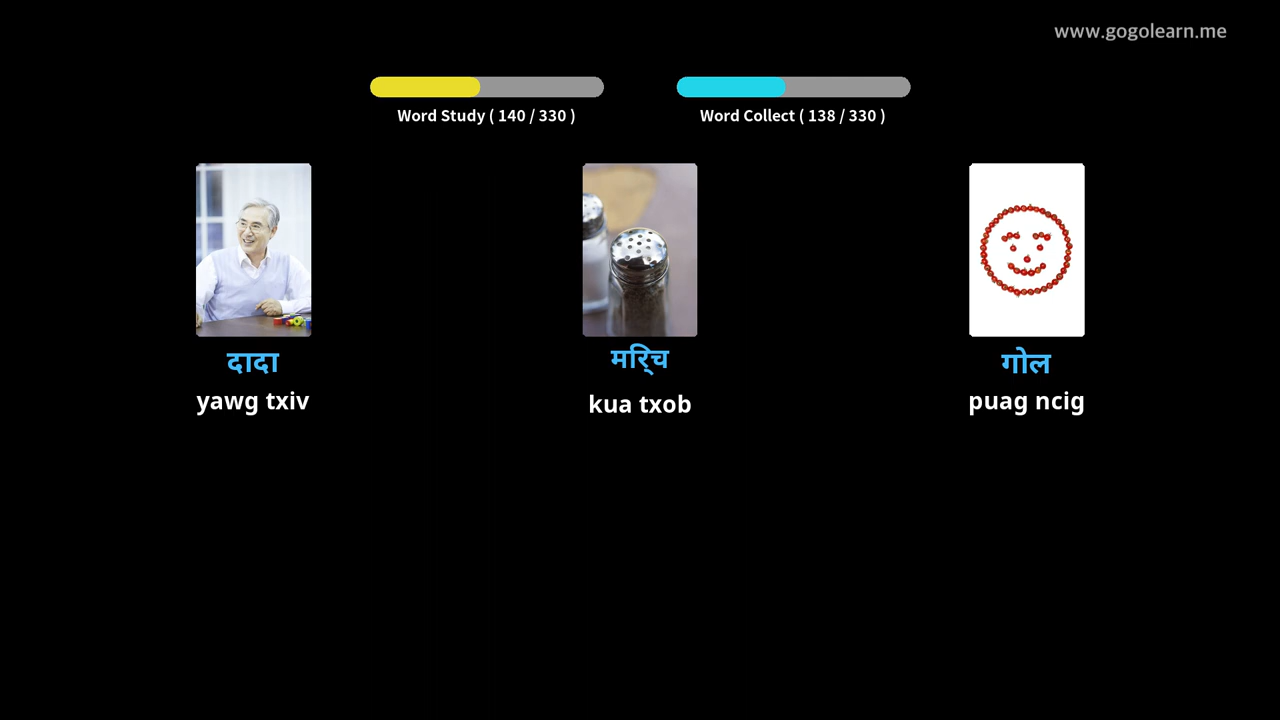 www.gogolearn.me
Word Study ( 140 / 330 )
Word Collect ( 138 / 330 )
दादा
मरि्च
गोल
yawg txiv
kua txob
puag ncig